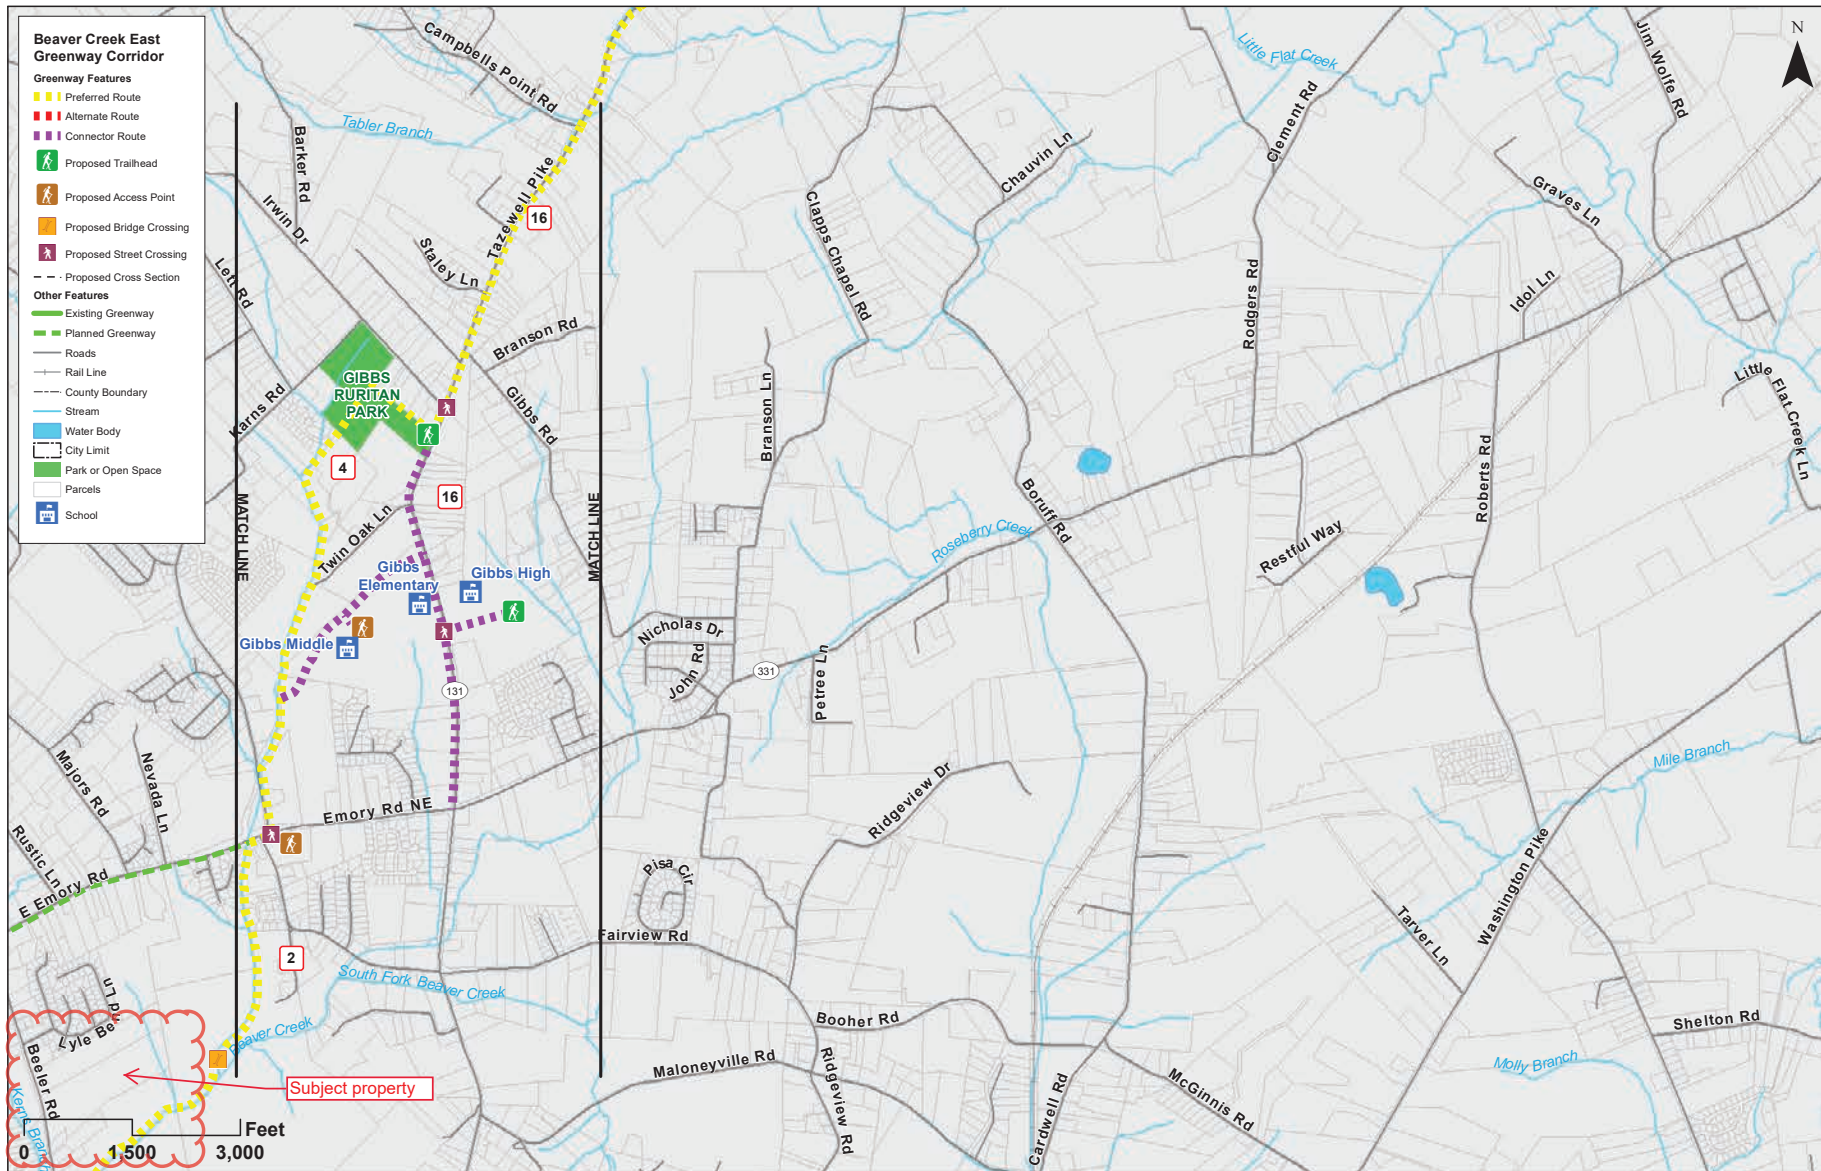 Beaver Creek East
Greenway Corridor
Greenway Features
Preferred Route
Alternate Route
Connector Route
Proposed Trailhead
Proposed Access Point
Proposed Bridge Crossing
Proposed Street Crossing
Proposed Cross Section
Other Features
Existing Greenway
Planned Greenway
Roads
Rail Line
County Boundary
Stream
Water Body
City Limit
Park or Open Space
Parcels
School
N
Campbells Point Rd
Tabler Branch
Barker Rd
Irwin Dr
Lett Rd
Tazewell Pike
16
Staley Ln
Branson Rd
Karns Rd
GIBBS
RURITAN
PARK
Gibbs Rd
4
16
MATCH LINE
MATCH LINE
Twin Oak Ln
Gibbs
Elementary
Gibbs High
Gibbs Middle
131
Little Flat Creek
Jim Wolfe Rd
Clement Rd
Chauvin Ln
Graves Ln
Clapps Chapel Rd
Rodgers Rd
Idol Ln
Branson Ln
Little Flat Creek Ln
Roberts Rd
Boruff Rd
Roseberry Creek
Restful Way
Nicholas Dr
John Rd
331
Petree Ln
Mile Branch
Majors Rd
Nevada Ln
Rustic Ln
E Emory Rd
Emory Rd NE
Ridgeview Dr
Pisa Cir
Washington Pike
Tarver Ln
Fairview Rd
2
South Fork Beaver Creek
Beaver Creek
nd Ln
Lyle Be
Beeler Rd
Kerns Branch
Subject property
Booher Rd
Maloneyville Rd
Ridgeview Rd
Cardwell Rd
McGinnis Rd
Shelton Rd
Molly Branch
Feet
0 1,500 3,000